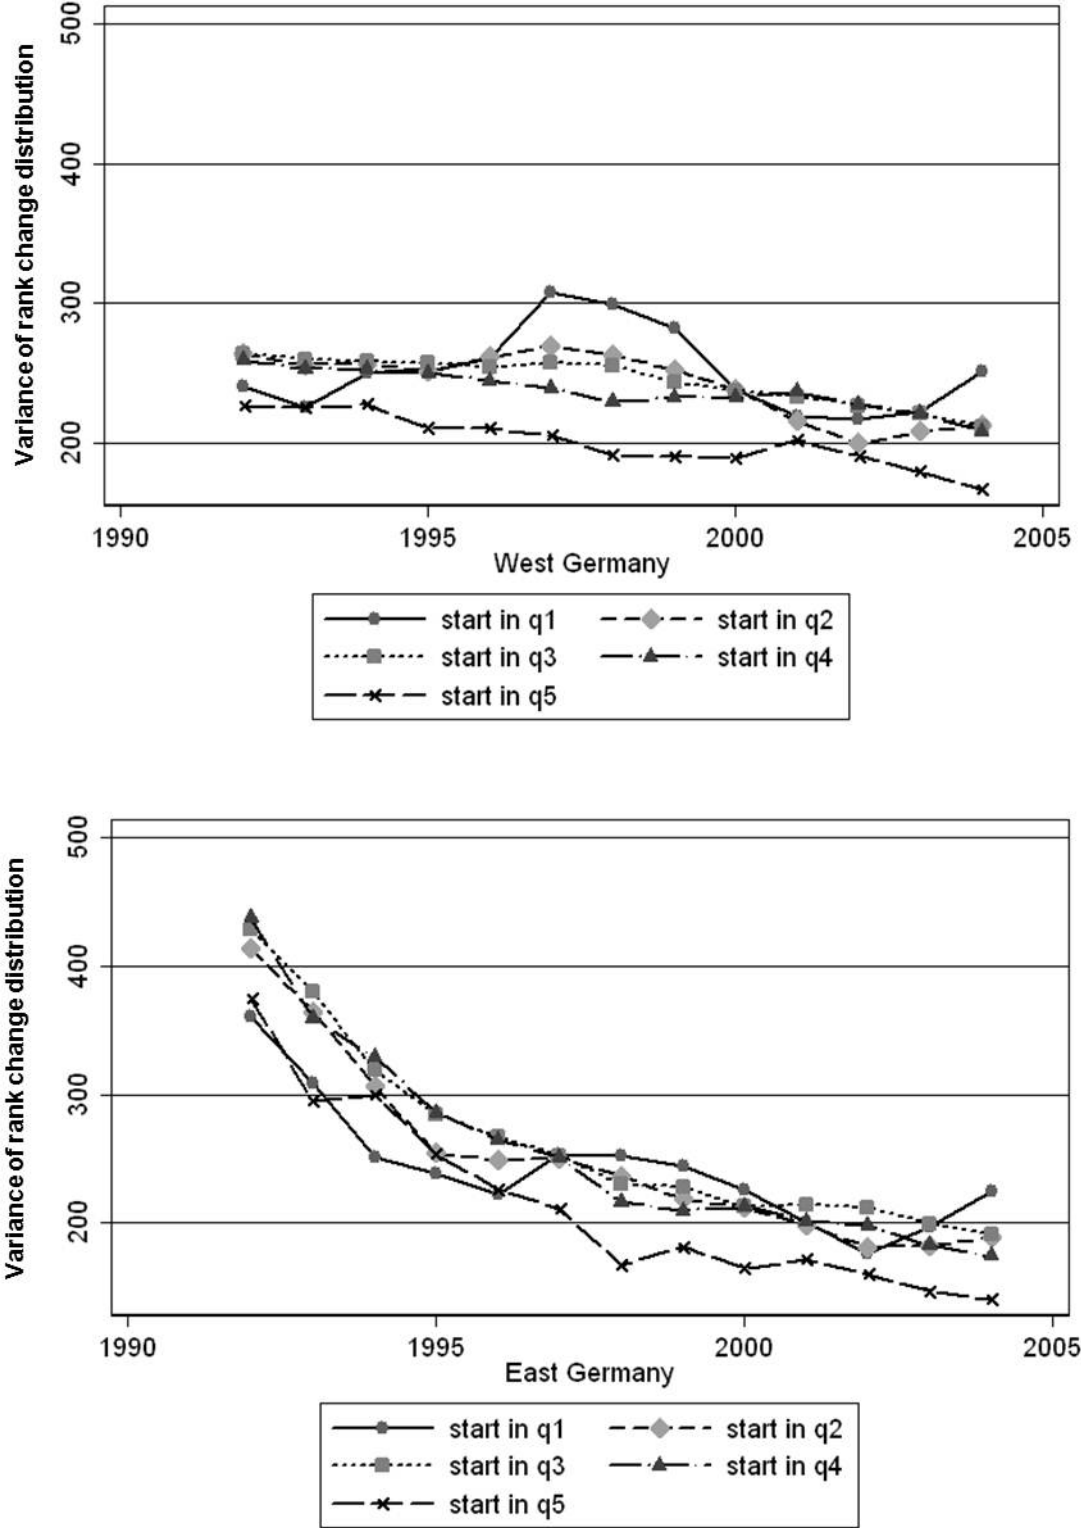 Variance of rank change distribution
500
400
300
200
1990 1995 2000 2005
West Germany
start in q1 start in q2
start in q3 start in q4
start in q5
Variance of rank change distribution
500
400
300
200
1990 1995 2000 2005
East Germany
start in q1 start in q2
start in q3 start in q4
start in q5